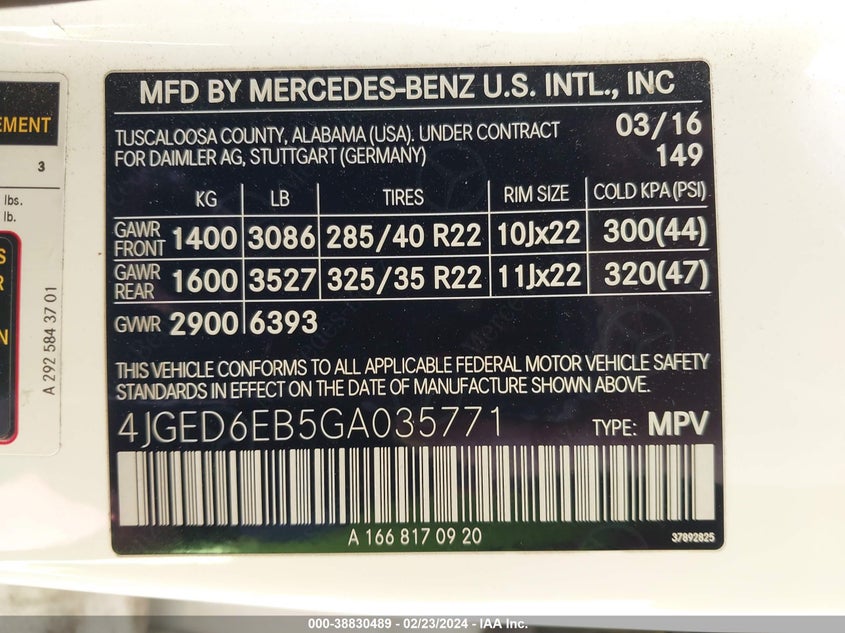 MFD BY MERCEDES-BENZ U.S. INTL., INC
TUSCALOOSA COUNTY, ALABAMA (USA). UNDER CONTRACT
FOR DAIMLER AG, STUTTGART (GERMANY)
03/16
149
KG LB TIRES RIM SIZE COLD KPA(PSI)
GAWR FRONT 1400 3086 285/40 R22 10Jx22 300(44)
GAWR REAR 1600 3527 325/35 R22 11Jx22 320(47)
GVWR 2900 6393
THIS VEHICLE CONFORMS TO ALL APPLICABLE FEDERAL MOTOR VEHICLE SAFETY
STANDARDS IN EFFECT ON THE DATE OF MANUFACTURE SHOWN ABOVE.
4JGED6EB5GA035771 TYPE: MPV
A 166 817 09 20
37892825
EMENT
3
lbs.
lb.
S
R
N
A 292 584 37 01
000-38830489 - 02/23/2024 - IAA Inc.